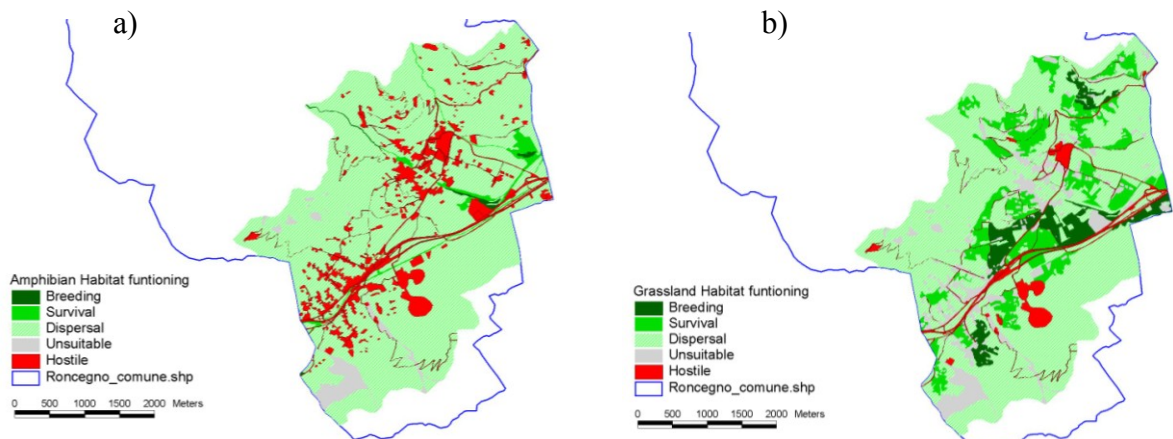 a)
Amphibian Habitat funtioning
Breeding
Survival
Dispersal
Unsuitable
Hostile
Roncegno_comune.shp
0 500 1000 1500 2000 Meters
b)
Grassland Habitat funtioning
Breeding
Survival
Dispersal
Unsuitable
Hostile
Roncegno_comune.shp
0 500 1000 1500 2000 Meters